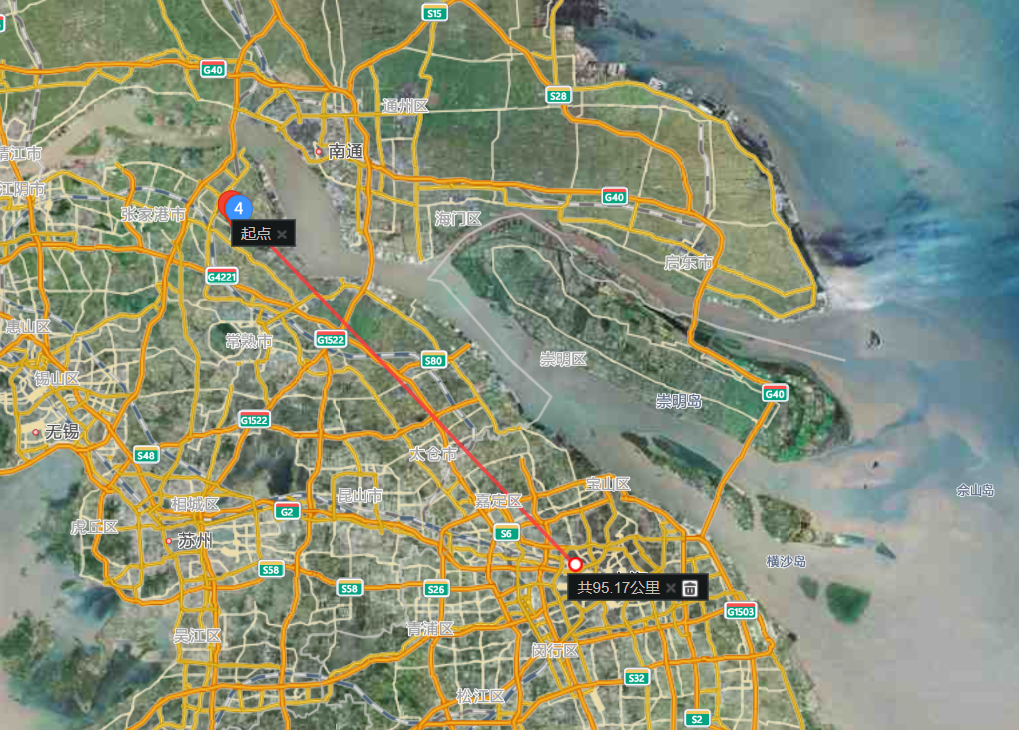 S15
G40
S28
通州区
南通
江阴市
张家港市
G40
4
海门区
起点
启东市
G4221
惠山区
常熟市
G1522
S80
崇明区
锡山区
崇明岛
G40
G1522
无锡
S48
太仓市
嘉定区
宝山区
佘山岛
相城区
昆山市
虎丘区
G2
苏州
S6
横沙岛
S58
S58
S26
共95.17公里
G1503
吴江区
青浦区
闵行区
S32
松江区
S2